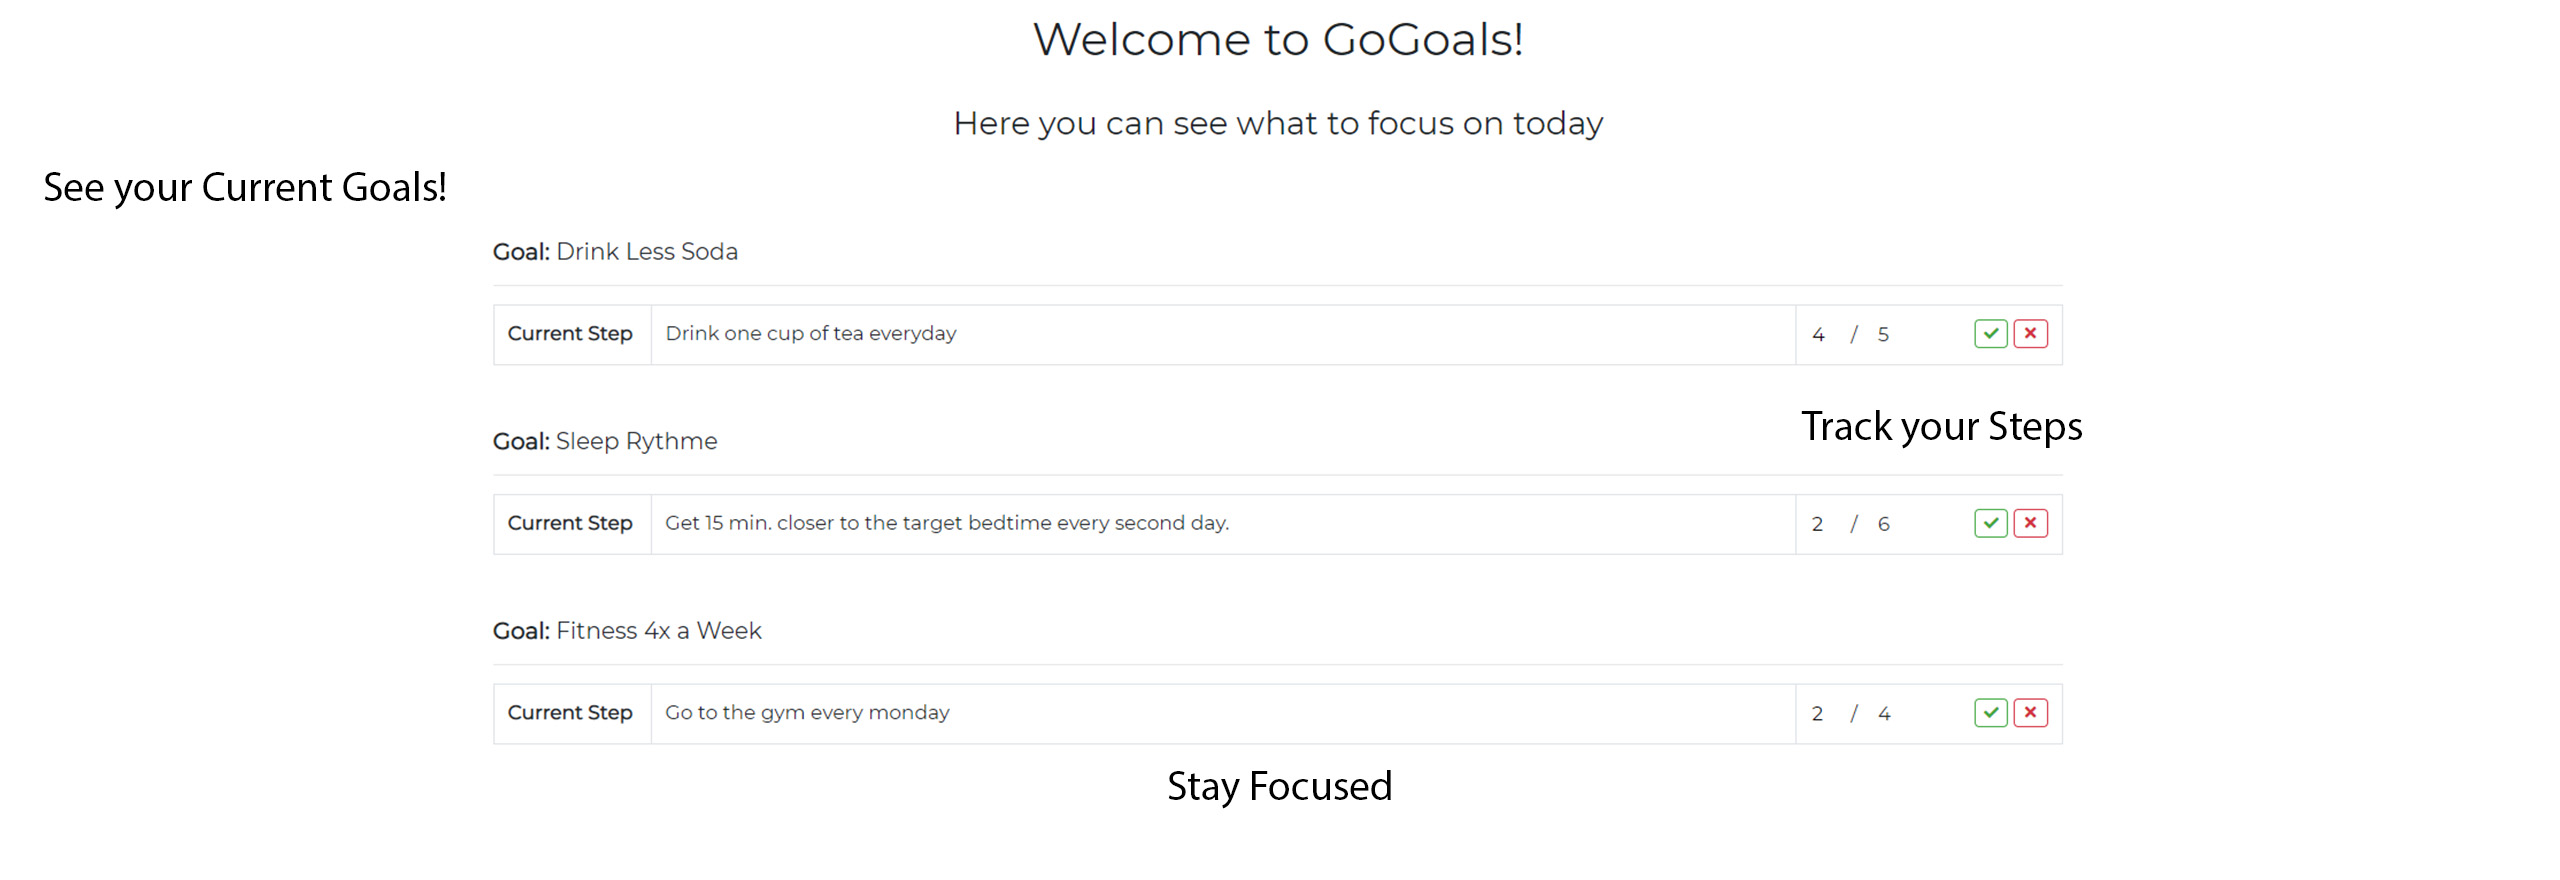 Welcome to GoGoals!
Here you can see what to focus on today
See your Current Goals!
Goal: Drink Less Soda
Current Step Drink one cup of tea everyday 4 / 5
Track your Steps
Goal: Sleep Rythme
Current Step Get 15 min. closer to the target bedtime every second day. 2 / 6
Goal: Fitness 4x a Week
Current Step Go to the gym every monday 2 / 4
Stay Focused